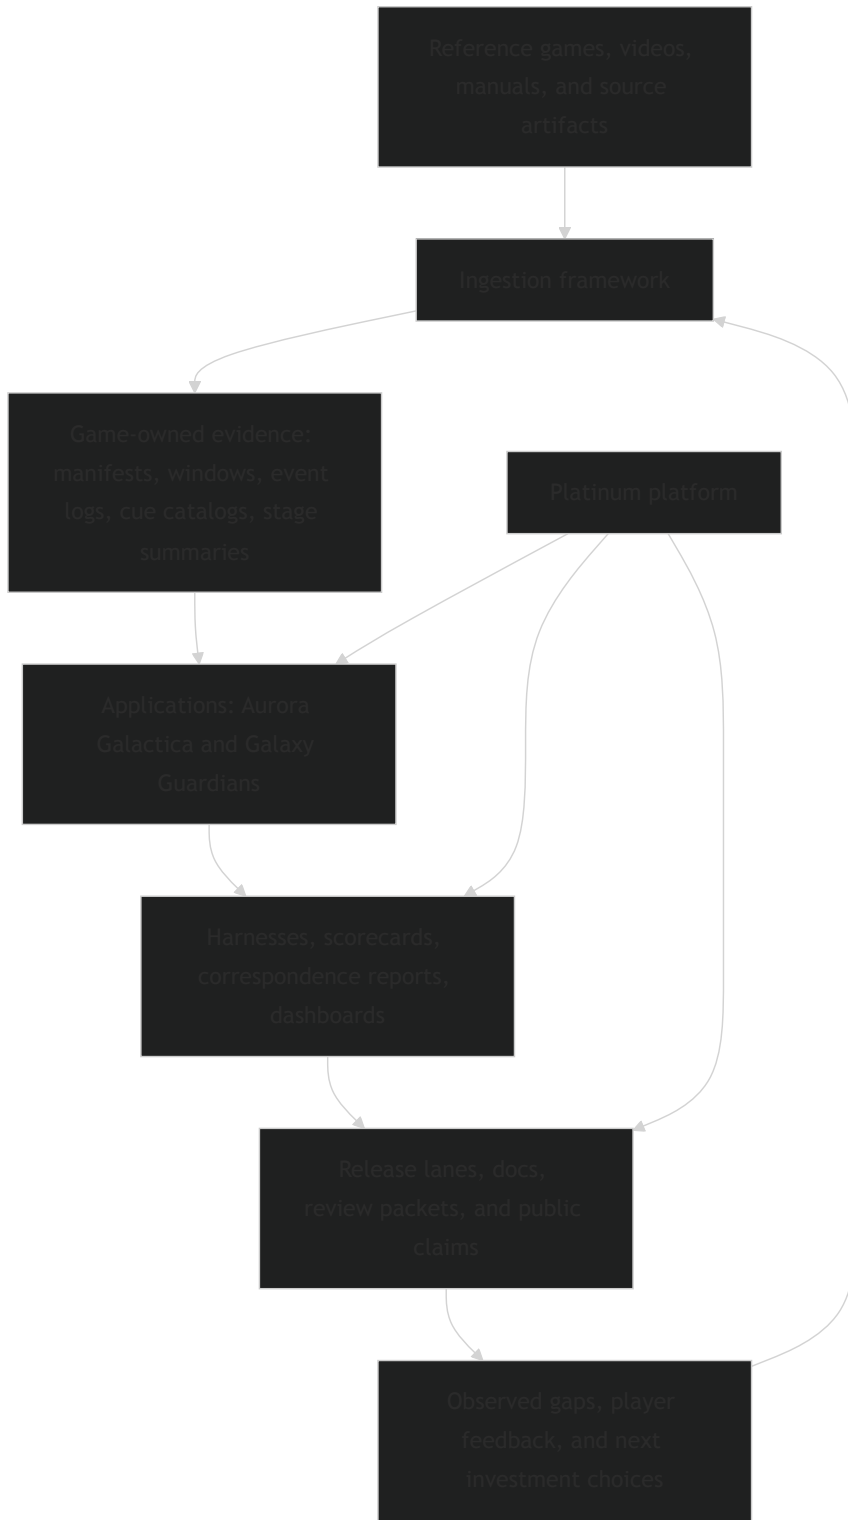 Reference games, videos,
manuals, and source
artifacts
Ingestion framework
Game-owned evidence:
manifests, windows, event
logs, cue catalogs, stage
summaries
Platinum platform
Applications: Aurora
Galactica and Galaxy
Guardians
Harnesses, scorecards,
correspondence reports,
dashboards
Release lanes, docs,
review packets, and public
claims
Observed gaps, player
feedback, and next
investment choices